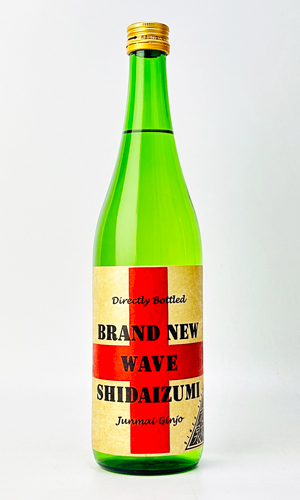 Directly Bottled
BRAND NEW
WAVE
SHIDAIZUMI
Junmai Ginjo